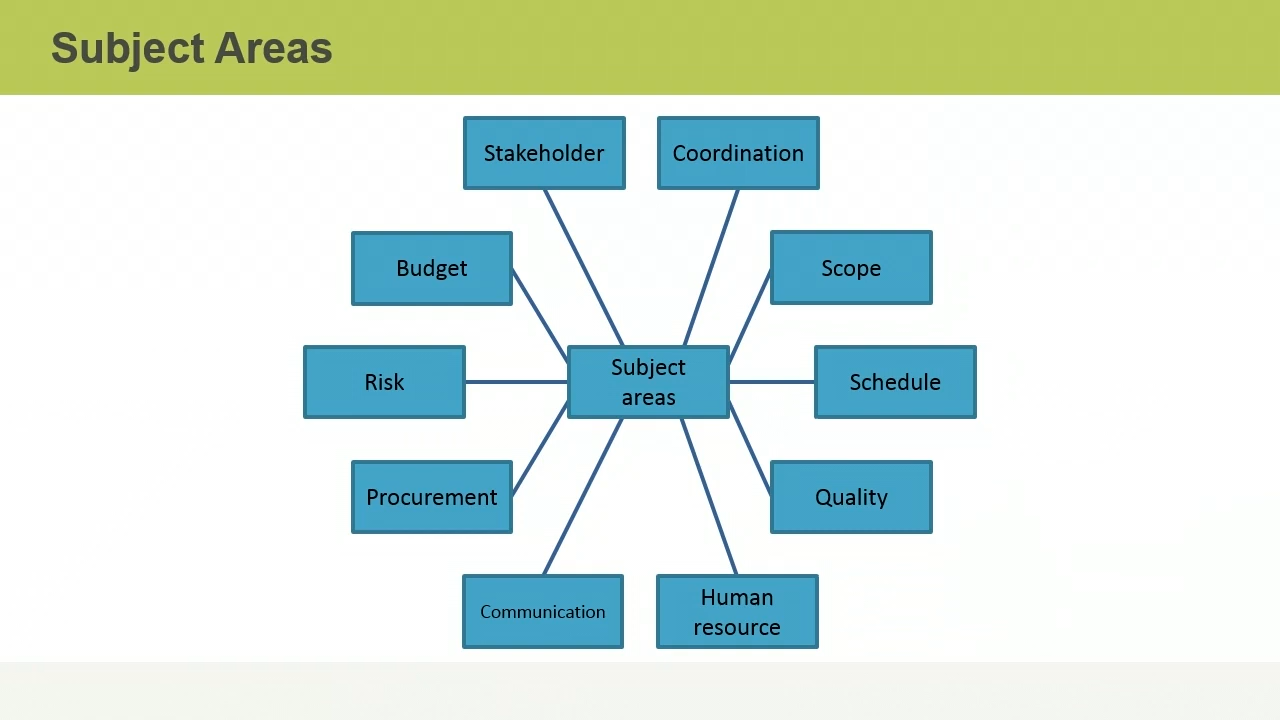 Subject Areas
Stakeholder
Coordination
Budget
Scope
Risk
Subject
areas
Schedule
Procurement
Quality
Communication
Human
resource